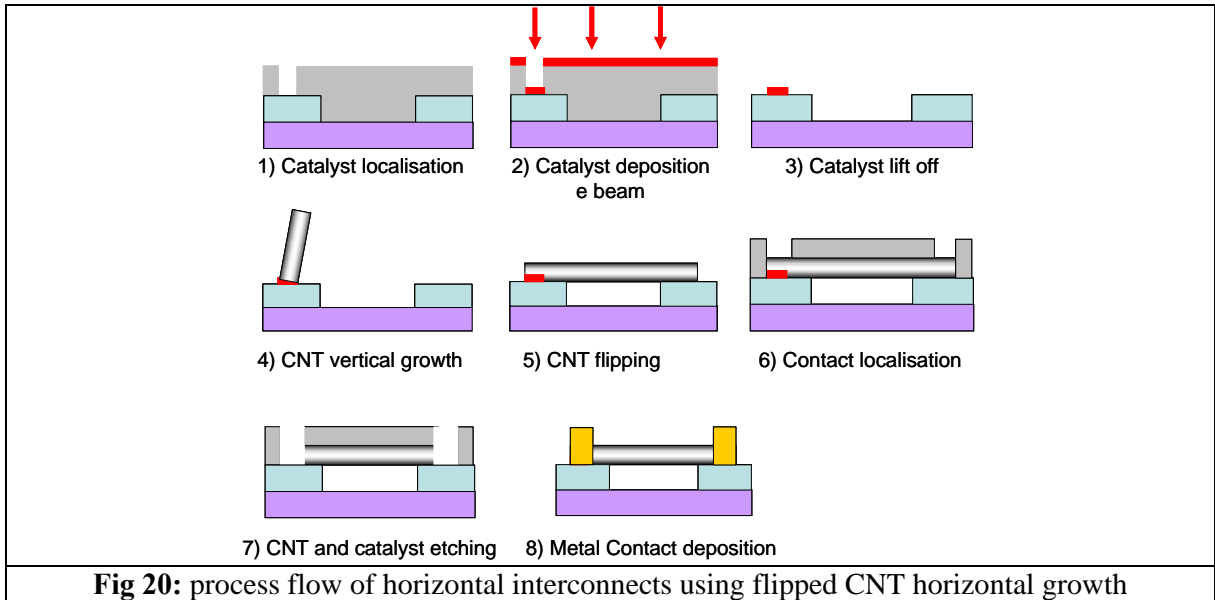 1) Catalyst localisation
2) Catalyst deposition
e beam
3) Catalyst lift off
4) CNT vertical growth
5) CNT flipping
6) Contact localisation
7) CNT and catalyst etching
8) Metal Contact deposition
Fig 20: process flow of horizontal interconnects using flipped CNT horizontal growth